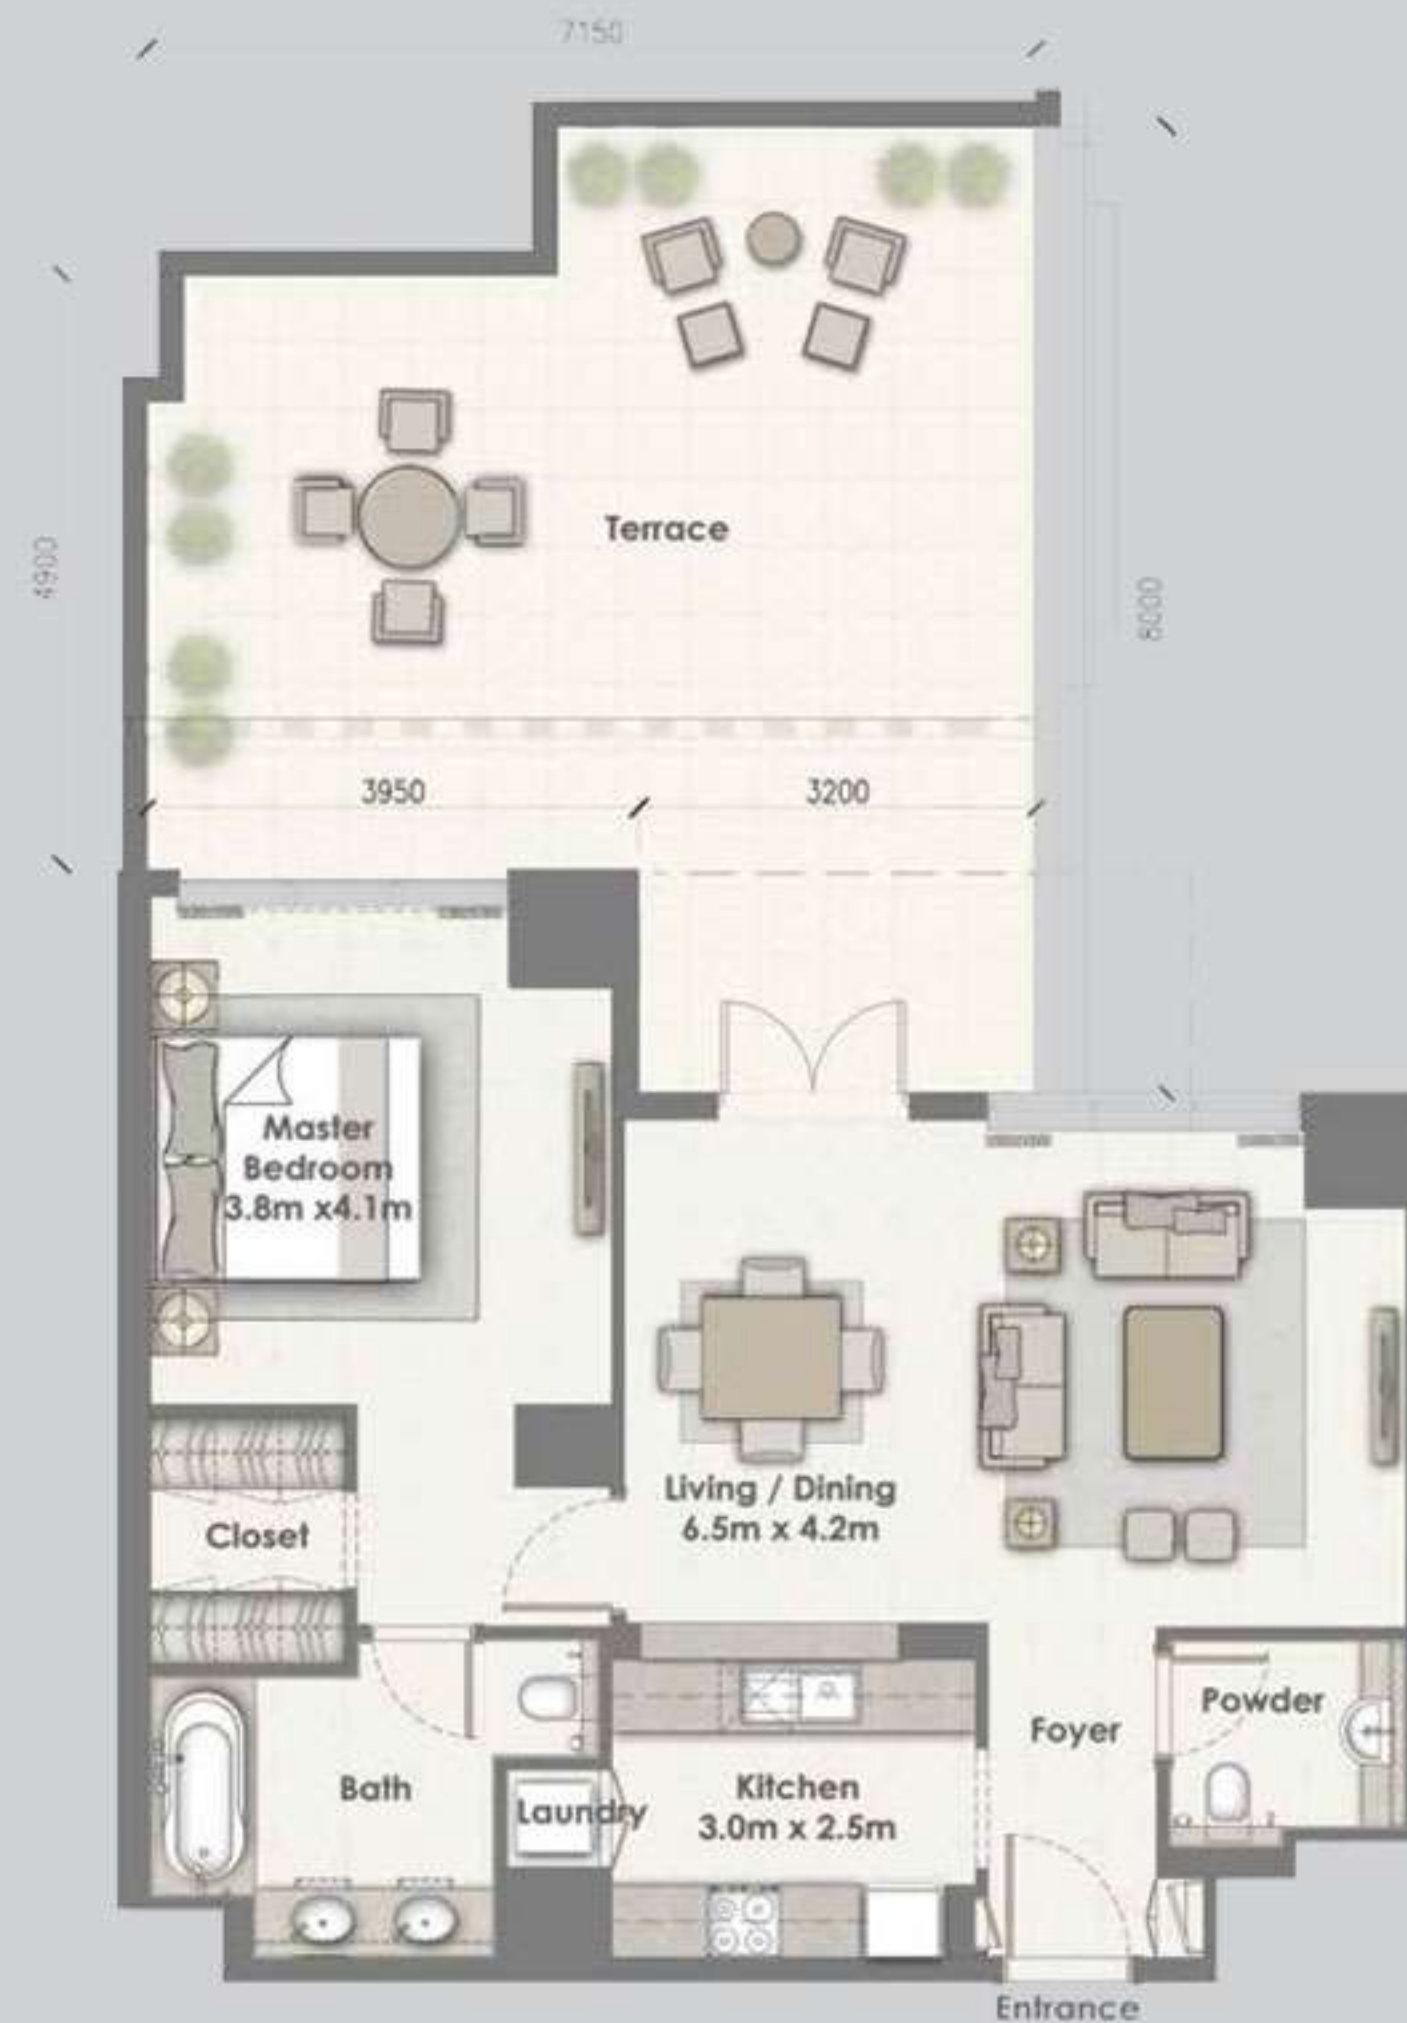 7150
Terrace
4900
8000
3950
3200
Master
Bedroom
3.8m x4.1m
Living / Dining
6.5m x 4.2m
Closet
Powder
Foyer
Bath
Laundry
Kitchen
3.0m x 2.5m
Entrance